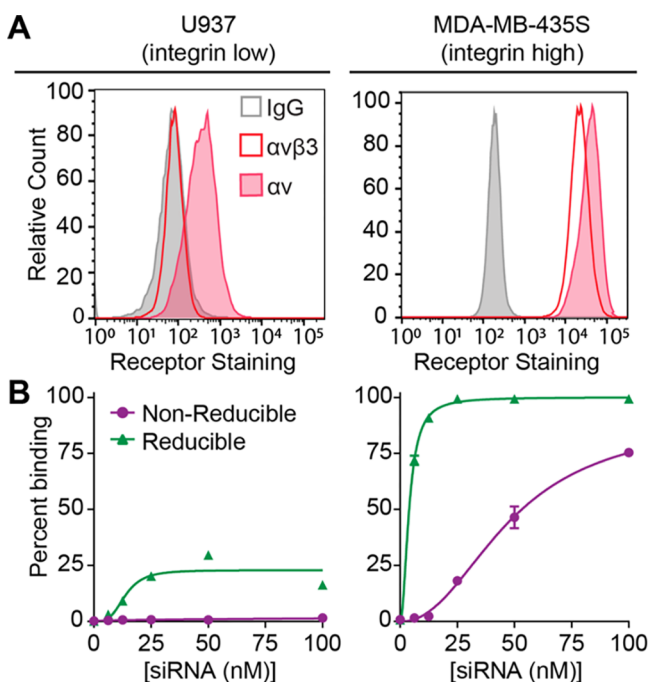 A
U937
(integrin low)
MDA-MB-435S
(integrin high)
Relative Count
100
80
60
40
20
0
IgG
αvβ3
αv
10⁰ 10¹ 10² 10³ 10⁴ 10⁵
Receptor Staining
100
80
60
40
20
0
10⁰ 10¹ 10² 10³ 10⁴ 10⁵
Receptor Staining
B
Percent binding
100
75
50
25
0
Non-Reducible
Reducible
0 25 50 75 100
[siRNA (nM)]
100
75
50
25
0
0 25 50 75 100
[siRNA (nM)]